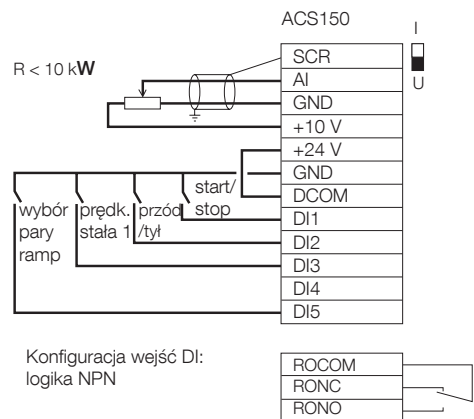 ACS150
I
U
R < 10 kW
SCR
AI
GND
+10 V
+24 V
GND
DCOM
DI1
DI2
DI3
DI4
DI5
wybór
pary
ramp
prędk.
stała 1
przód
/tył
start/
stop
Konfiguracja wejść DI:
logika NPN
ROCOM
RONC
RONO